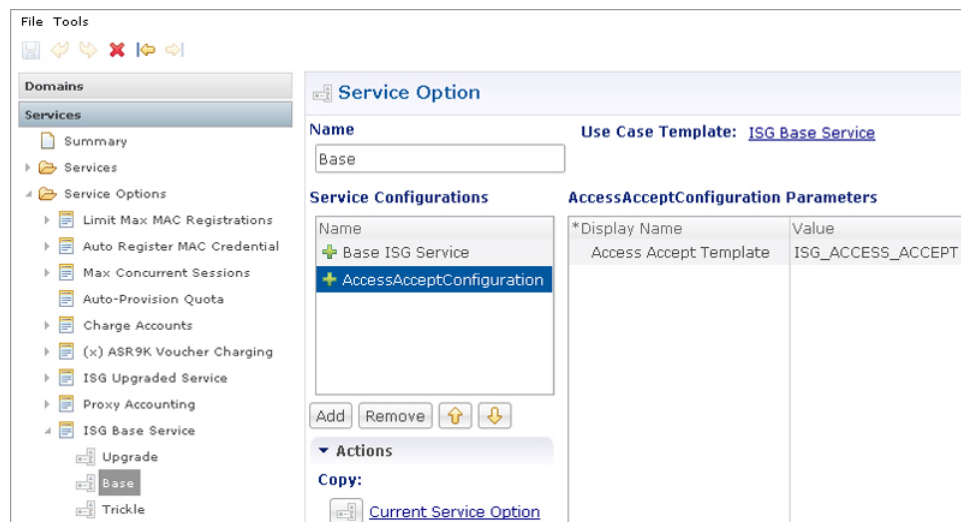 File Tools
Domains
Services
Summary
Services
Service Options
Limit Max MAC Registrations
Auto Register MAC Credential
Max Concurrent Sessions
Auto-Provision Quota
Charge Accounts
(x) ASR9K Voucher Charging
ISG Upgraded Service
Proxy Accounting
ISG Base Service
Upgrade
Base
Trickle
Service Option
Name
Base
Use Case Template: ISG Base Service
Service Configurations
Name
Base ISG Service
AccessAcceptConfiguration
Add Remove
Actions
Copy:
Current Service Option
AccessAcceptConfiguration Parameters
*Display Name Value
Access Accept Template ISG_ACCESS_ACCEPT